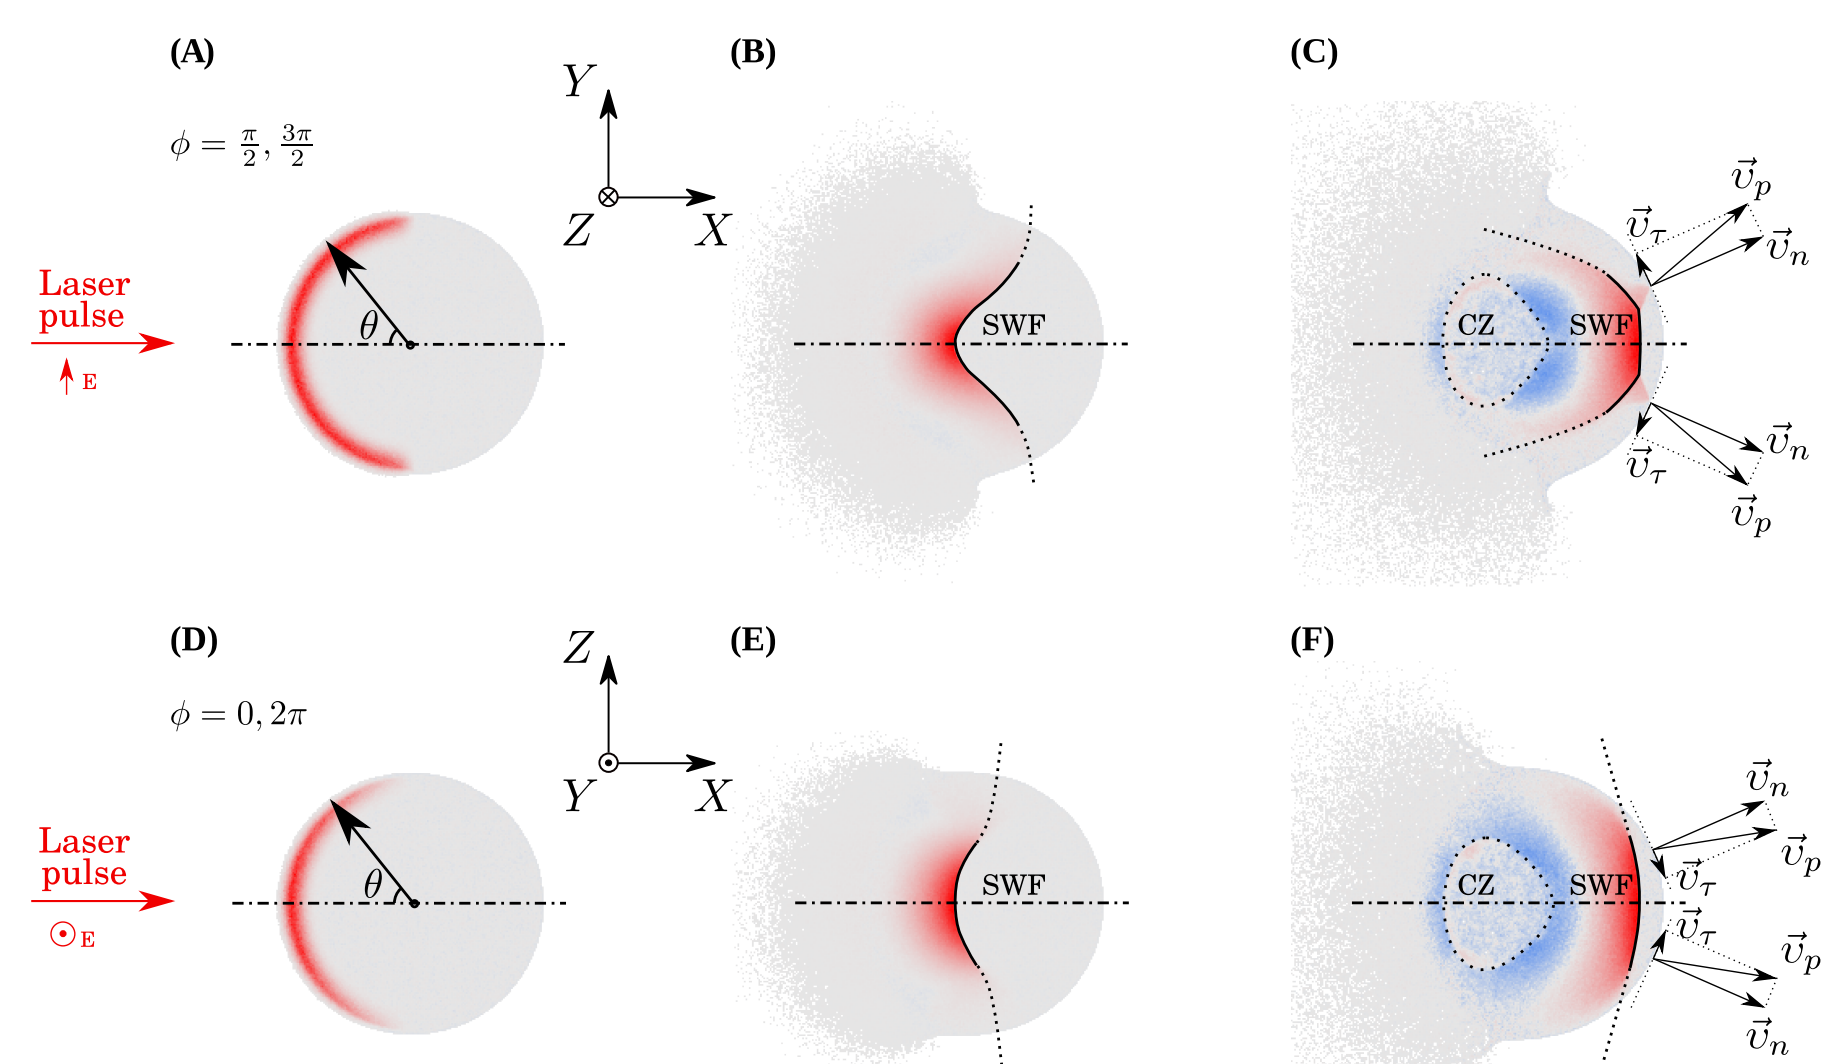 (A)
(B)
(C)
Y
ϕ = π/2, 3π/2
Z
X
Laser
pulse
θ
E
SWF
CZ
SWF
v⃗p
v⃗τ
v⃗n
v⃗n
v⃗τ
v⃗p
(D)
(E)
(F)
Z
ϕ = 0, 2π
Y
X
Laser
pulse
θ
E
SWF
CZ
SWF
v⃗n
v⃗p
v⃗τ
v⃗τ
v⃗p
v⃗n